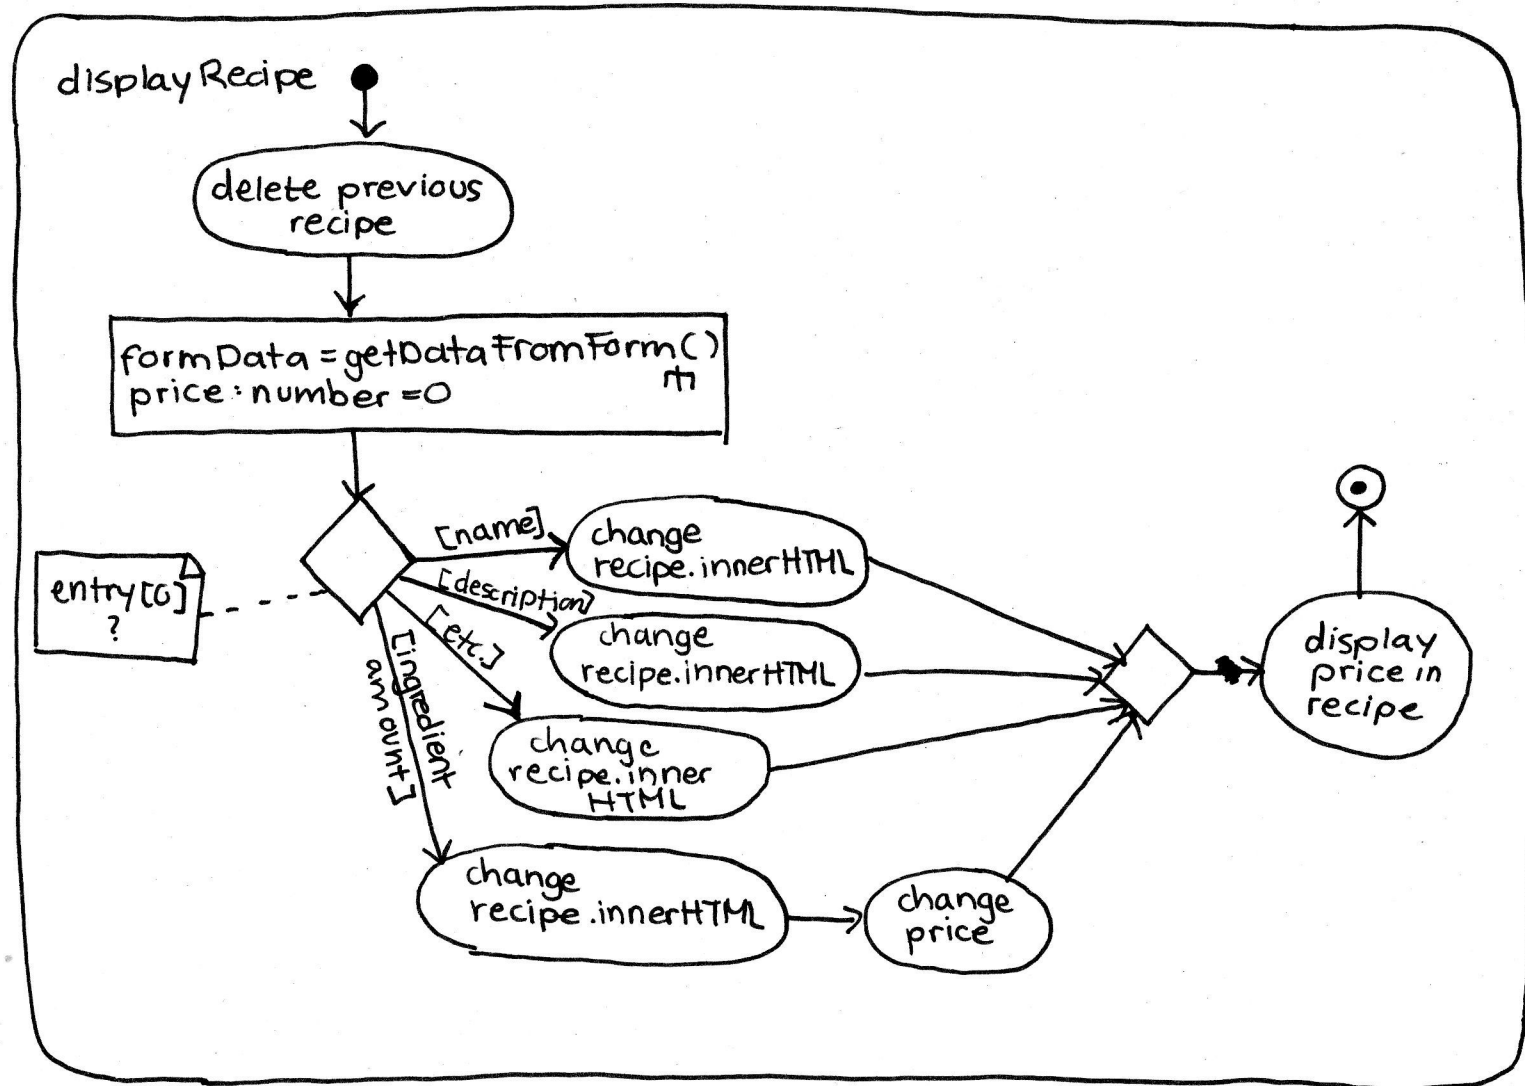 displayRecipe
delete previous
recipe
formData = getDataFromForm()
price: number = 0
entry[0]
?
[name]
[description]
[etc.]
[ingredient
amount]
change
recipe.innerHTML
change
recipe.innerHTML
change
recipe.inner
HTML
change
recipe.innerHTML
change
price
display
price in
recipe